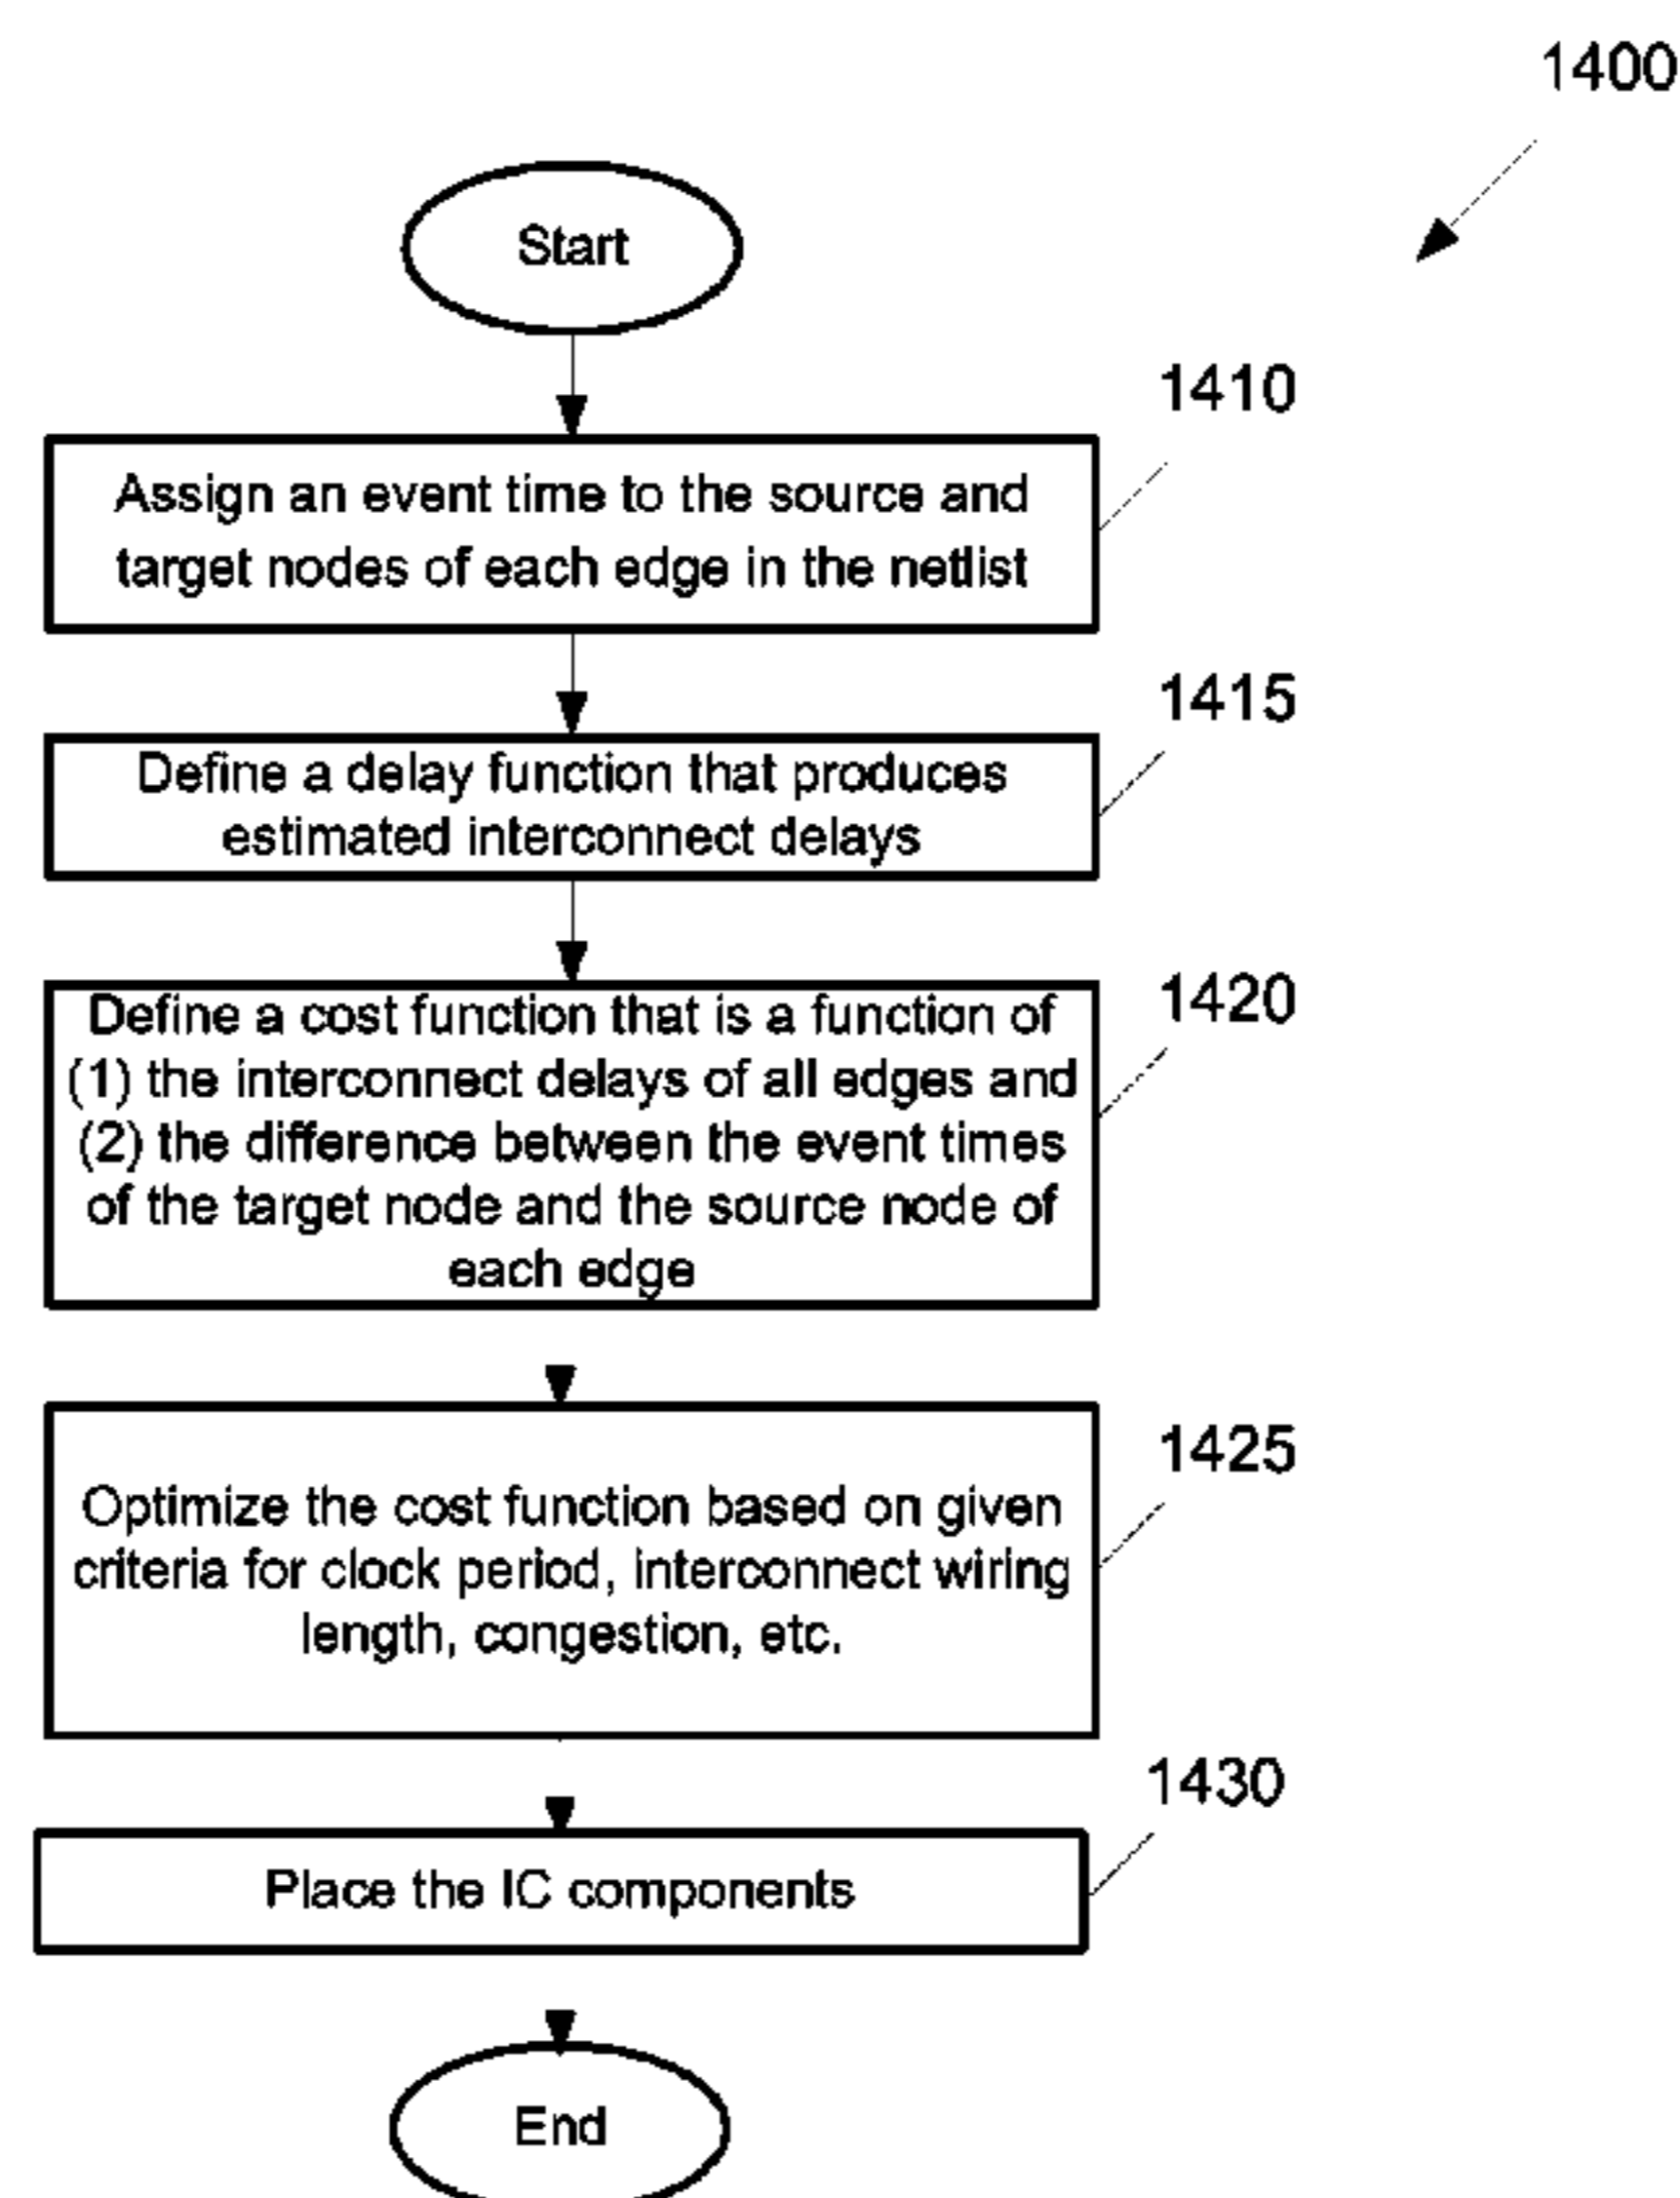 1400
Start
1410
Assign an event time to the source and
target nodes of each edge in the netlist
1415
Define a delay function that produces
estimated interconnect delays
1420
Define a cost function that is a function of
(1) the interconnect delays of all edges and
(2) the difference between the event times
of the target node and the source node of
each edge
1425
Optimize the cost function based on given
criteria for clock period, interconnect wiring
length, congestion, etc.
1430
Place the IC components
End